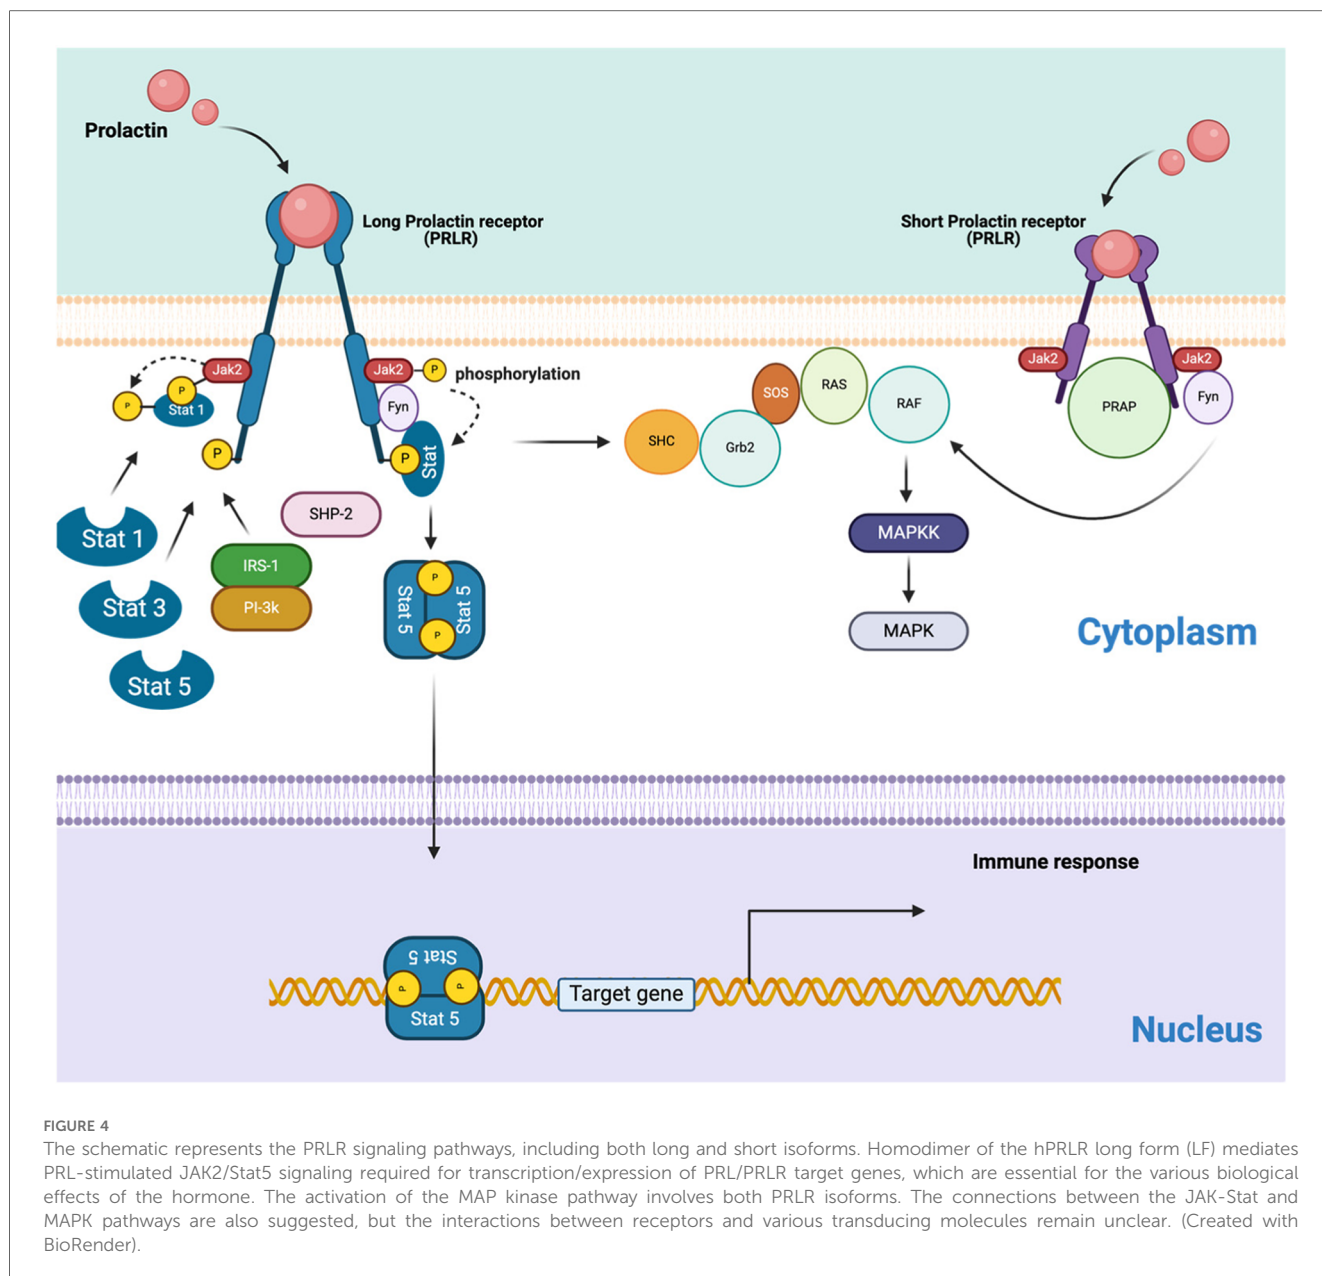 Prolactin
Long Prolactin receptor
(PRLR)
Short Prolactin receptor
(PRLR)
Jak2
P
P
Stat 1
P
Jak2
P
phosphorylation
Fyn
P
Stat
SHC
Grb2
SOS
RAS
RAF
Jak2
PRAP
Jak2
Fyn
Stat 1
Stat 3
Stat 5
SHP-2
IRS-1
PI-3k
Stat 5
P
P
Stat 5
MAPKK
MAPK
Cytoplasm
Immune response
Stat 5
P
P
Stat 5
Target gene
Nucleus
FIGURE 4
The schematic represents the PRLR signaling pathways, including both long and short isoforms. Homodimer of the hPRLR long form (LF) mediates
PRL-stimulated JAK2/Stat5 signaling required for transcription/expression of PRL/PRLR target genes, which are essential for the various biological
effects of the hormone. The activation of the MAP kinase pathway involves both PRLR isoforms. The connections between the JAK-Stat and
MAPK pathways are also suggested, but the interactions between receptors and various transducing molecules remain unclear. (Created with
BioRender).